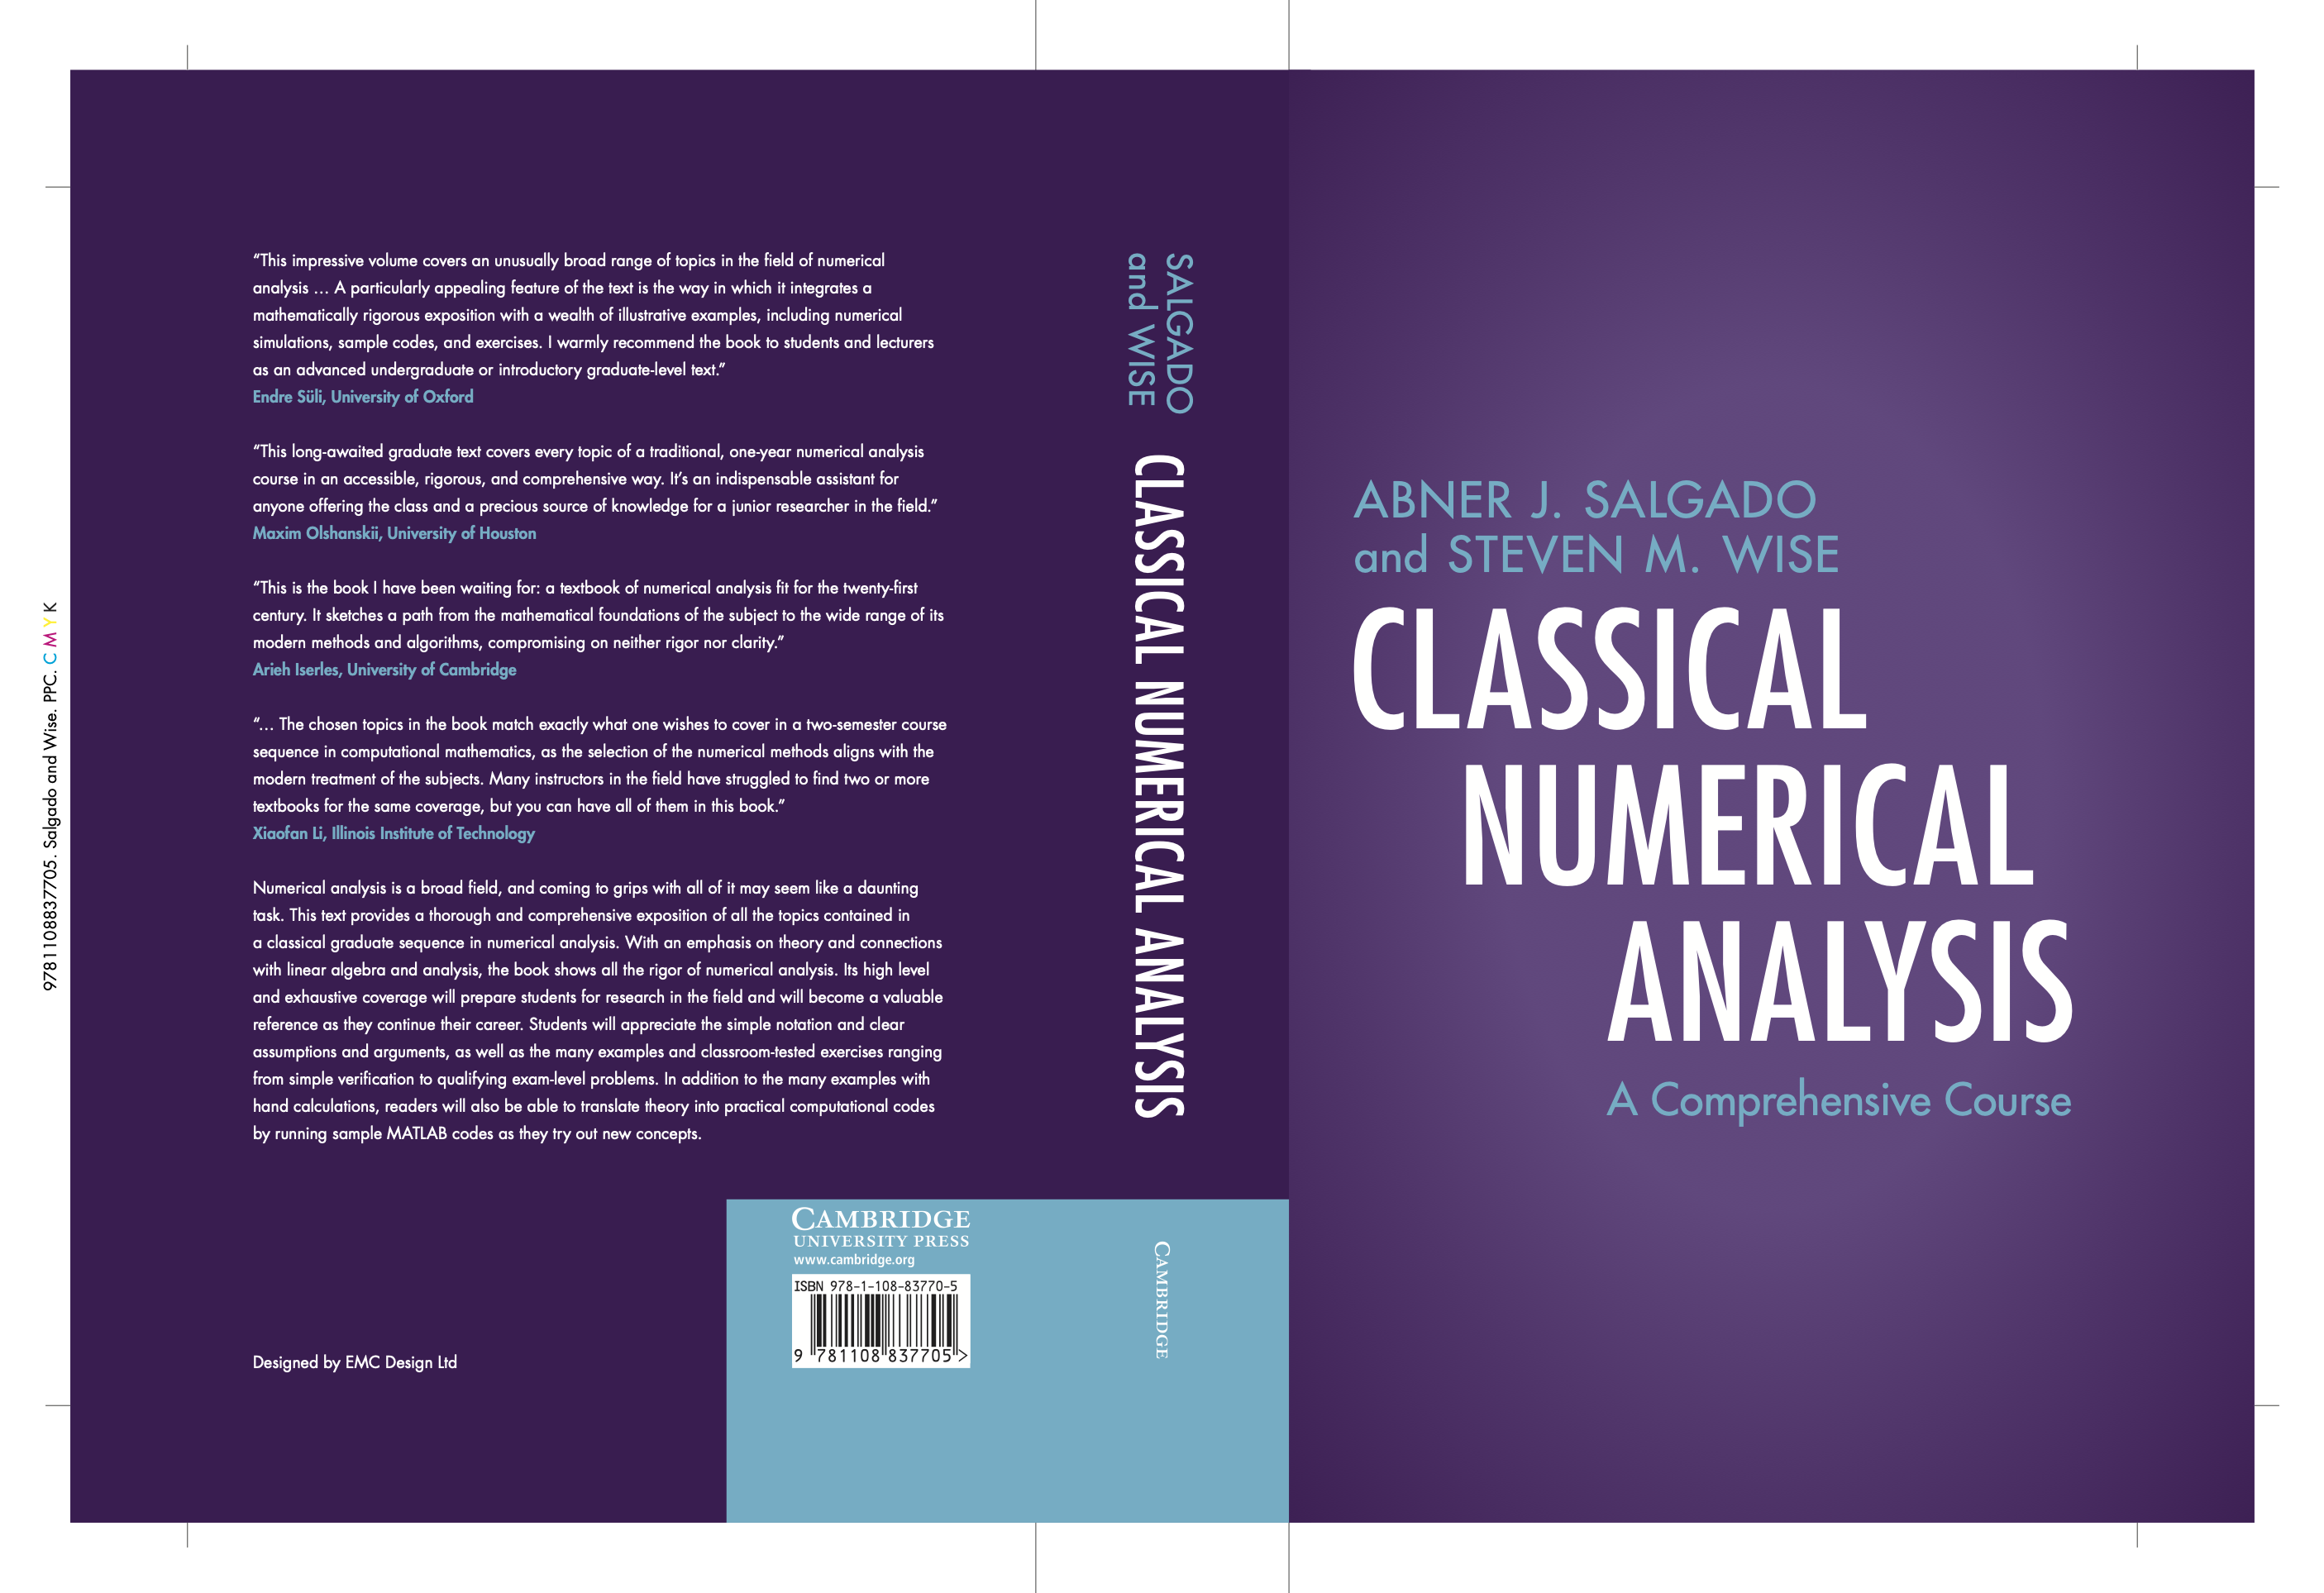 9781108837705. Salgado and Wise. PPC. C M Y K
“This impressive volume covers an unusually broad range of topics in the field of numerical
analysis … A particularly appealing feature of the text is the way in which it integrates a
mathematically rigorous exposition with a wealth of illustrative examples, including numerical
simulations, sample codes, and exercises. I warmly recommend the book to students and lecturers
as an advanced undergraduate or introductory graduate-level text.”
Endre Süli, University of Oxford
“This long-awaited graduate text covers every topic of a traditional, one-year numerical analysis
course in an accessible, rigorous, and comprehensive way. It’s an indispensable assistant for
anyone offering the class and a precious source of knowledge for a junior researcher in the field.”
Maxim Olshanskii, University of Houston
“This is the book I have been waiting for: a textbook of numerical analysis fit for the twenty-first
century. It sketches a path from the mathematical foundations of the subject to the wide range of its
modern methods and algorithms, compromising on neither rigor nor clarity.”
Arieh Iserles, University of Cambridge
“… The chosen topics in the book match exactly what one wishes to cover in a two-semester course
sequence in computational mathematics, as the selection of the numerical methods aligns with the
modern treatment of the subjects. Many instructors in the field have struggled to find two or more
textbooks for the same coverage, but you can have all of them in this book.”
Xiaofan Li, Illinois Institute of Technology
Numerical analysis is a broad field, and coming to grips with all of it may seem like a daunting
task. This text provides a thorough and comprehensive exposition of all the topics contained in
a classical graduate sequence in numerical analysis. With an emphasis on theory and connections
with linear algebra and analysis, the book shows all the rigor of numerical analysis. Its high level
and exhaustive coverage will prepare students for research in the field and will become a valuable
reference as they continue their career. Students will appreciate the simple notation and clear
assumptions and arguments, as well as the many examples and classroom-tested exercises ranging
from simple verification to qualifying exam-level problems. In addition to the many examples with
hand calculations, readers will also be able to translate theory into practical computational codes
by running sample MATLAB codes as they try out new concepts.
Designed by EMC Design Ltd
CAMBRIDGE
UNIVERSITY PRESS
www.cambridge.org
ISBN 978-1-108-83770-5
9 781108 837705 >
SALGADO
and WISE
CLASSICAL NUMERICAL ANALYSIS
CAMBRIDGE
ABNER J. SALGADO
and STEVEN M. WISE
CLASSICAL
NUMERICAL
ANALYSIS
A Comprehensive Course